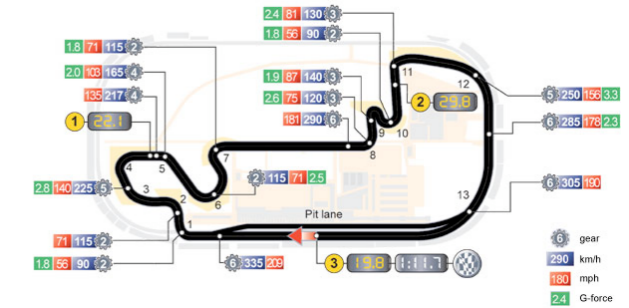 2.4 81 130 3
1.8 56 90 2
1.8 71 115 2
2.0 103 165 4
135 217 4
1 22.1
1.9 87 140 3
2.6 75 120 3
181 290 6
11
12
2 29.8
5 250 156 3.3
6 285 178 2.3
9 10
8
7
5
4
2 115 71 2.5
2.8 140 225 5
3
6
2
13
6 305 190
Pit lane
1
71 115 2
1.8 56 90 2
6 335 209
3 19.8 1:11.7
6 gear
290 km/h
180 mph
2.4 G-force